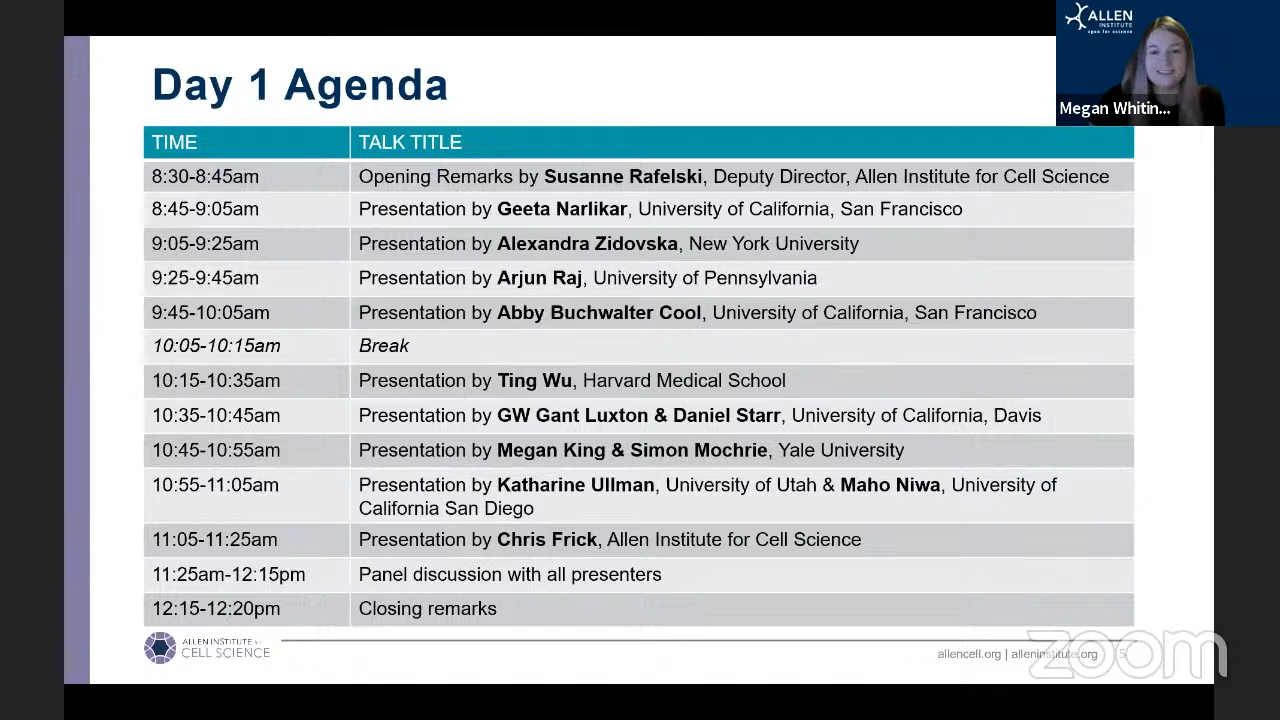 ALLEN
INSTITUTE
open for science
Megan Whitin...
Day 1 Agenda
TIME TALK TITLE
8:30-8:45am Opening Remarks by Susanne Rafelski, Deputy Director, Allen Institute for Cell Science
8:45-9:05am Presentation by Geeta Narlikar, University of California, San Francisco
9:05-9:25am Presentation by Alexandra Zidovska, New York University
9:25-9:45am Presentation by Arjun Raj, University of Pennsylvania
9:45-10:05am Presentation by Abby Buchwalter Cool, University of California, San Francisco
10:05-10:15am Break
10:15-10:35am Presentation by Ting Wu, Harvard Medical School
10:35-10:45am Presentation by GW Gant Luxton & Daniel Starr, University of California, Davis
10:45-10:55am Presentation by Megan King & Simon Mochrie, Yale University
10:55-11:05am Presentation by Katharine Ullman, University of Utah & Maho Niwa, University of
California San Diego
11:05-11:25am Presentation by Chris Frick, Allen Institute for Cell Science
11:25am-12:15pm Panel discussion with all presenters
12:15-12:20pm Closing remarks
ALLEN INSTITUTE for
CELL SCIENCE
allencell.org | alleninstitute.org 5
zoom